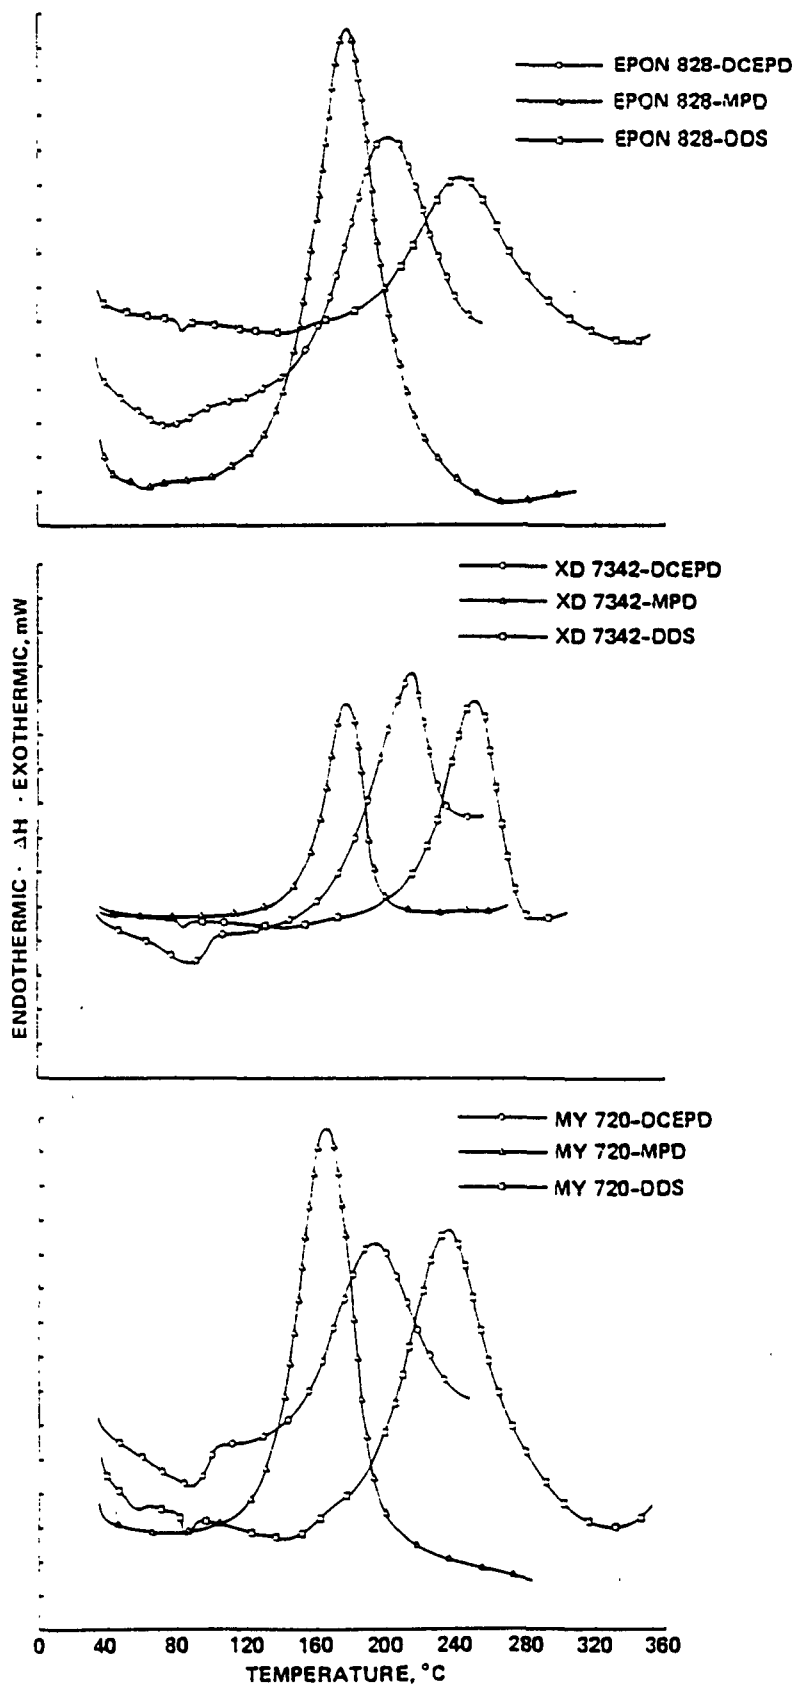 EPON 828-DCEPD
EPON 828-MPD
EPON 828-DDS
XD 7342-DCEPD
XD 7342-MPD
XD 7342-DDS
ENDOTHERMIC · ΔH · EXOTHERMIC, mW
MY 720-DCEPD
MY 720-MPD
MY 720-DDS
0 40 80 120 160 200 240 280 320 360
TEMPERATURE, °C